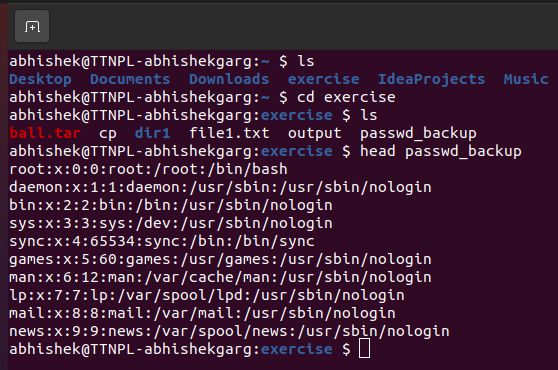 abhishek@TTNPL-abhishekgarg:~ $ ls
Desktop  Documents  Downloads  exercise  IdeaProjects  Music
abhishek@TTNPL-abhishekgarg:~ $ cd exercise
abhishek@TTNPL-abhishekgarg:exercise $ ls
ball.tar  cp  dir1  file1.txt  output  passwd_backup
abhishek@TTNPL-abhishekgarg:exercise $ head passwd_backup
root:x:0:0:root:/root:/bin/bash
daemon:x:1:1:daemon:/usr/sbin:/usr/sbin/nologin
bin:x:2:2:bin:/bin:/usr/sbin/nologin
sys:x:3:3:sys:/dev:/usr/sbin/nologin
sync:x:4:65534:sync:/bin:/bin/sync
games:x:5:60:games:/usr/games:/usr/sbin/nologin
man:x:6:12:man:/var/cache/man:/usr/sbin/nologin
lp:x:7:7:lp:/var/spool/lpd:/usr/sbin/nologin
mail:x:8:8:mail:/var/mail:/usr/sbin/nologin
news:x:9:9:news:/var/spool/news:/usr/sbin/nologin
abhishek@TTNPL-abhishekgarg:exercise $